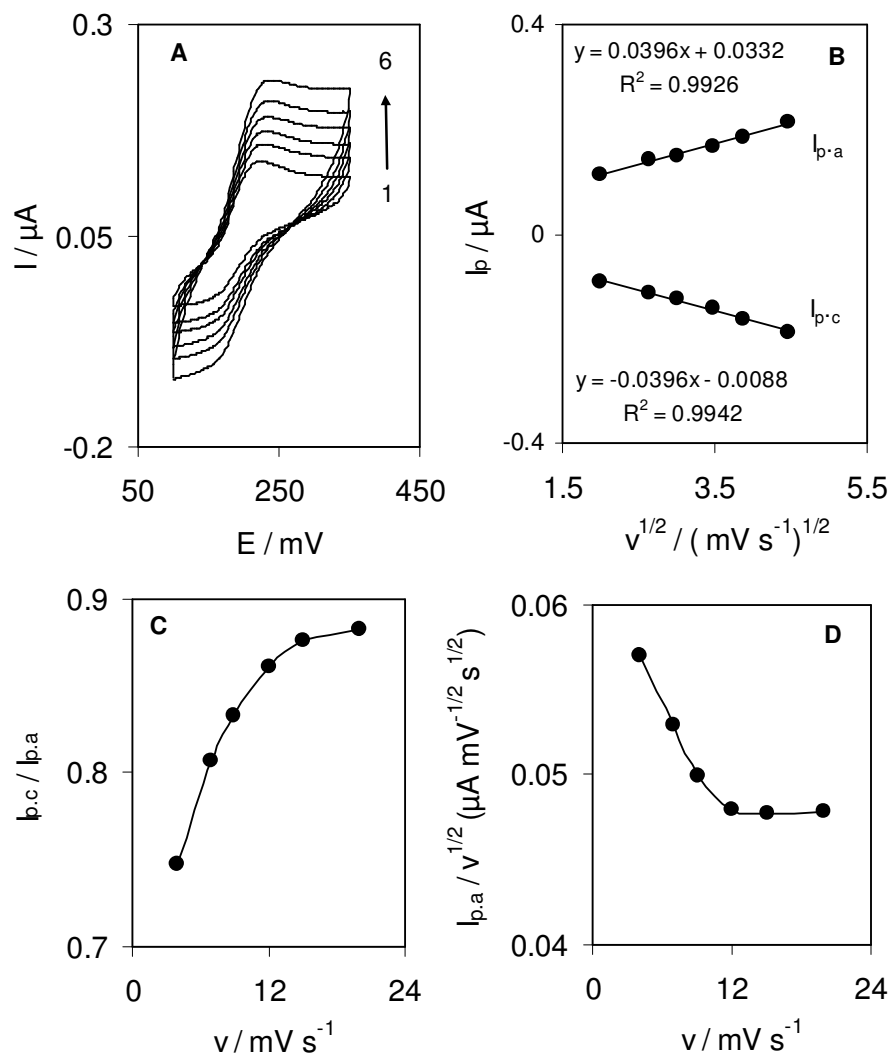 0.3
A
6
1
0.05
-0.2
50
250
450
I / µA
E / mV
0.4
y = 0.0396x + 0.0332
R² = 0.9926
B
Iₚ.ₐ
0
Iₚ.c
y = -0.0396x - 0.0088
R² = 0.9942
-0.4
1.5
3.5
5.5
Iₚ / µA
v^1/2 / ( mV s⁻¹)^1/2
0.9
C
0.8
0.7
0
12
24
Ip.c / Ip.a
v / mV s⁻¹
0.06
D
0.05
0.04
0
12
24
Ip.a / v^1/2 (µA mV^-1/2 s^1/2)
v / mV s⁻¹